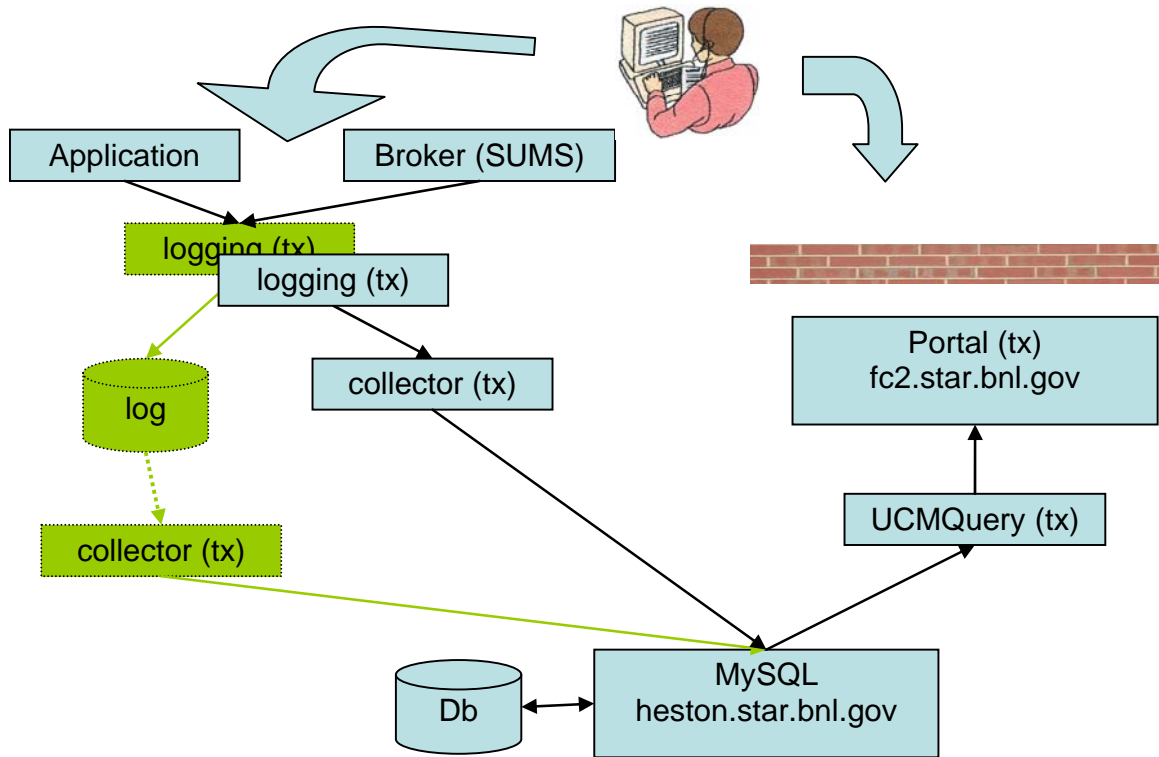 Application
Broker (SUMS)
logging (tx)
logging (tx)
Portal (tx)
fc2.star.bnl.gov
collector (tx)
log
UCMQuery (tx)
collector (tx)
MySQL
heston.star.bnl.gov
Db